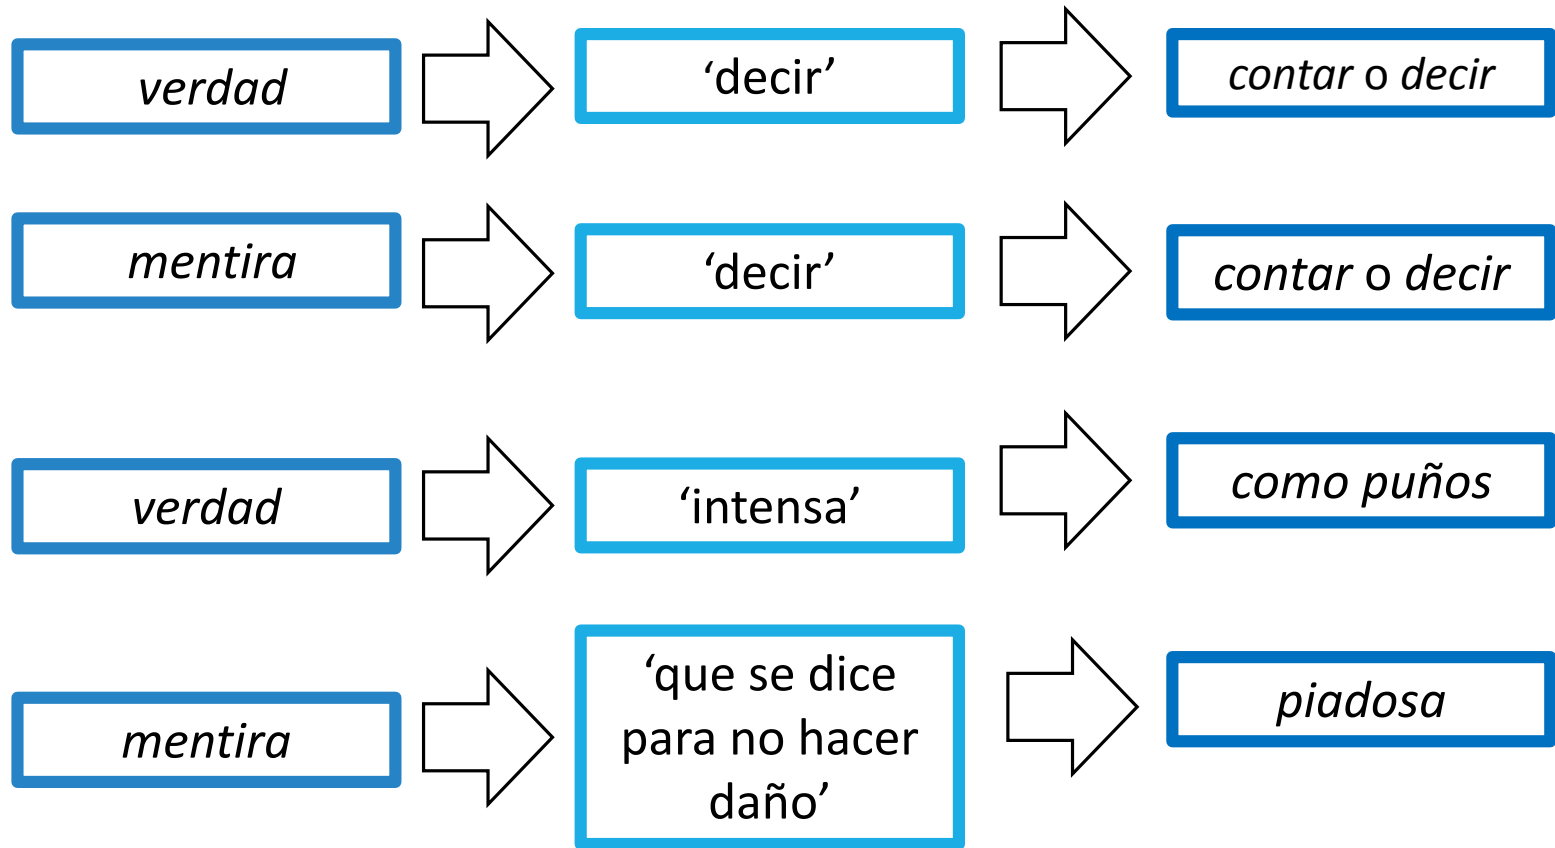 verdad
‘decir’
contar o decir
mentira
‘decir’
contar o decir
verdad
‘intensa’
como puños
mentira
‘que se dice
para no hacer
daño’
piadosa